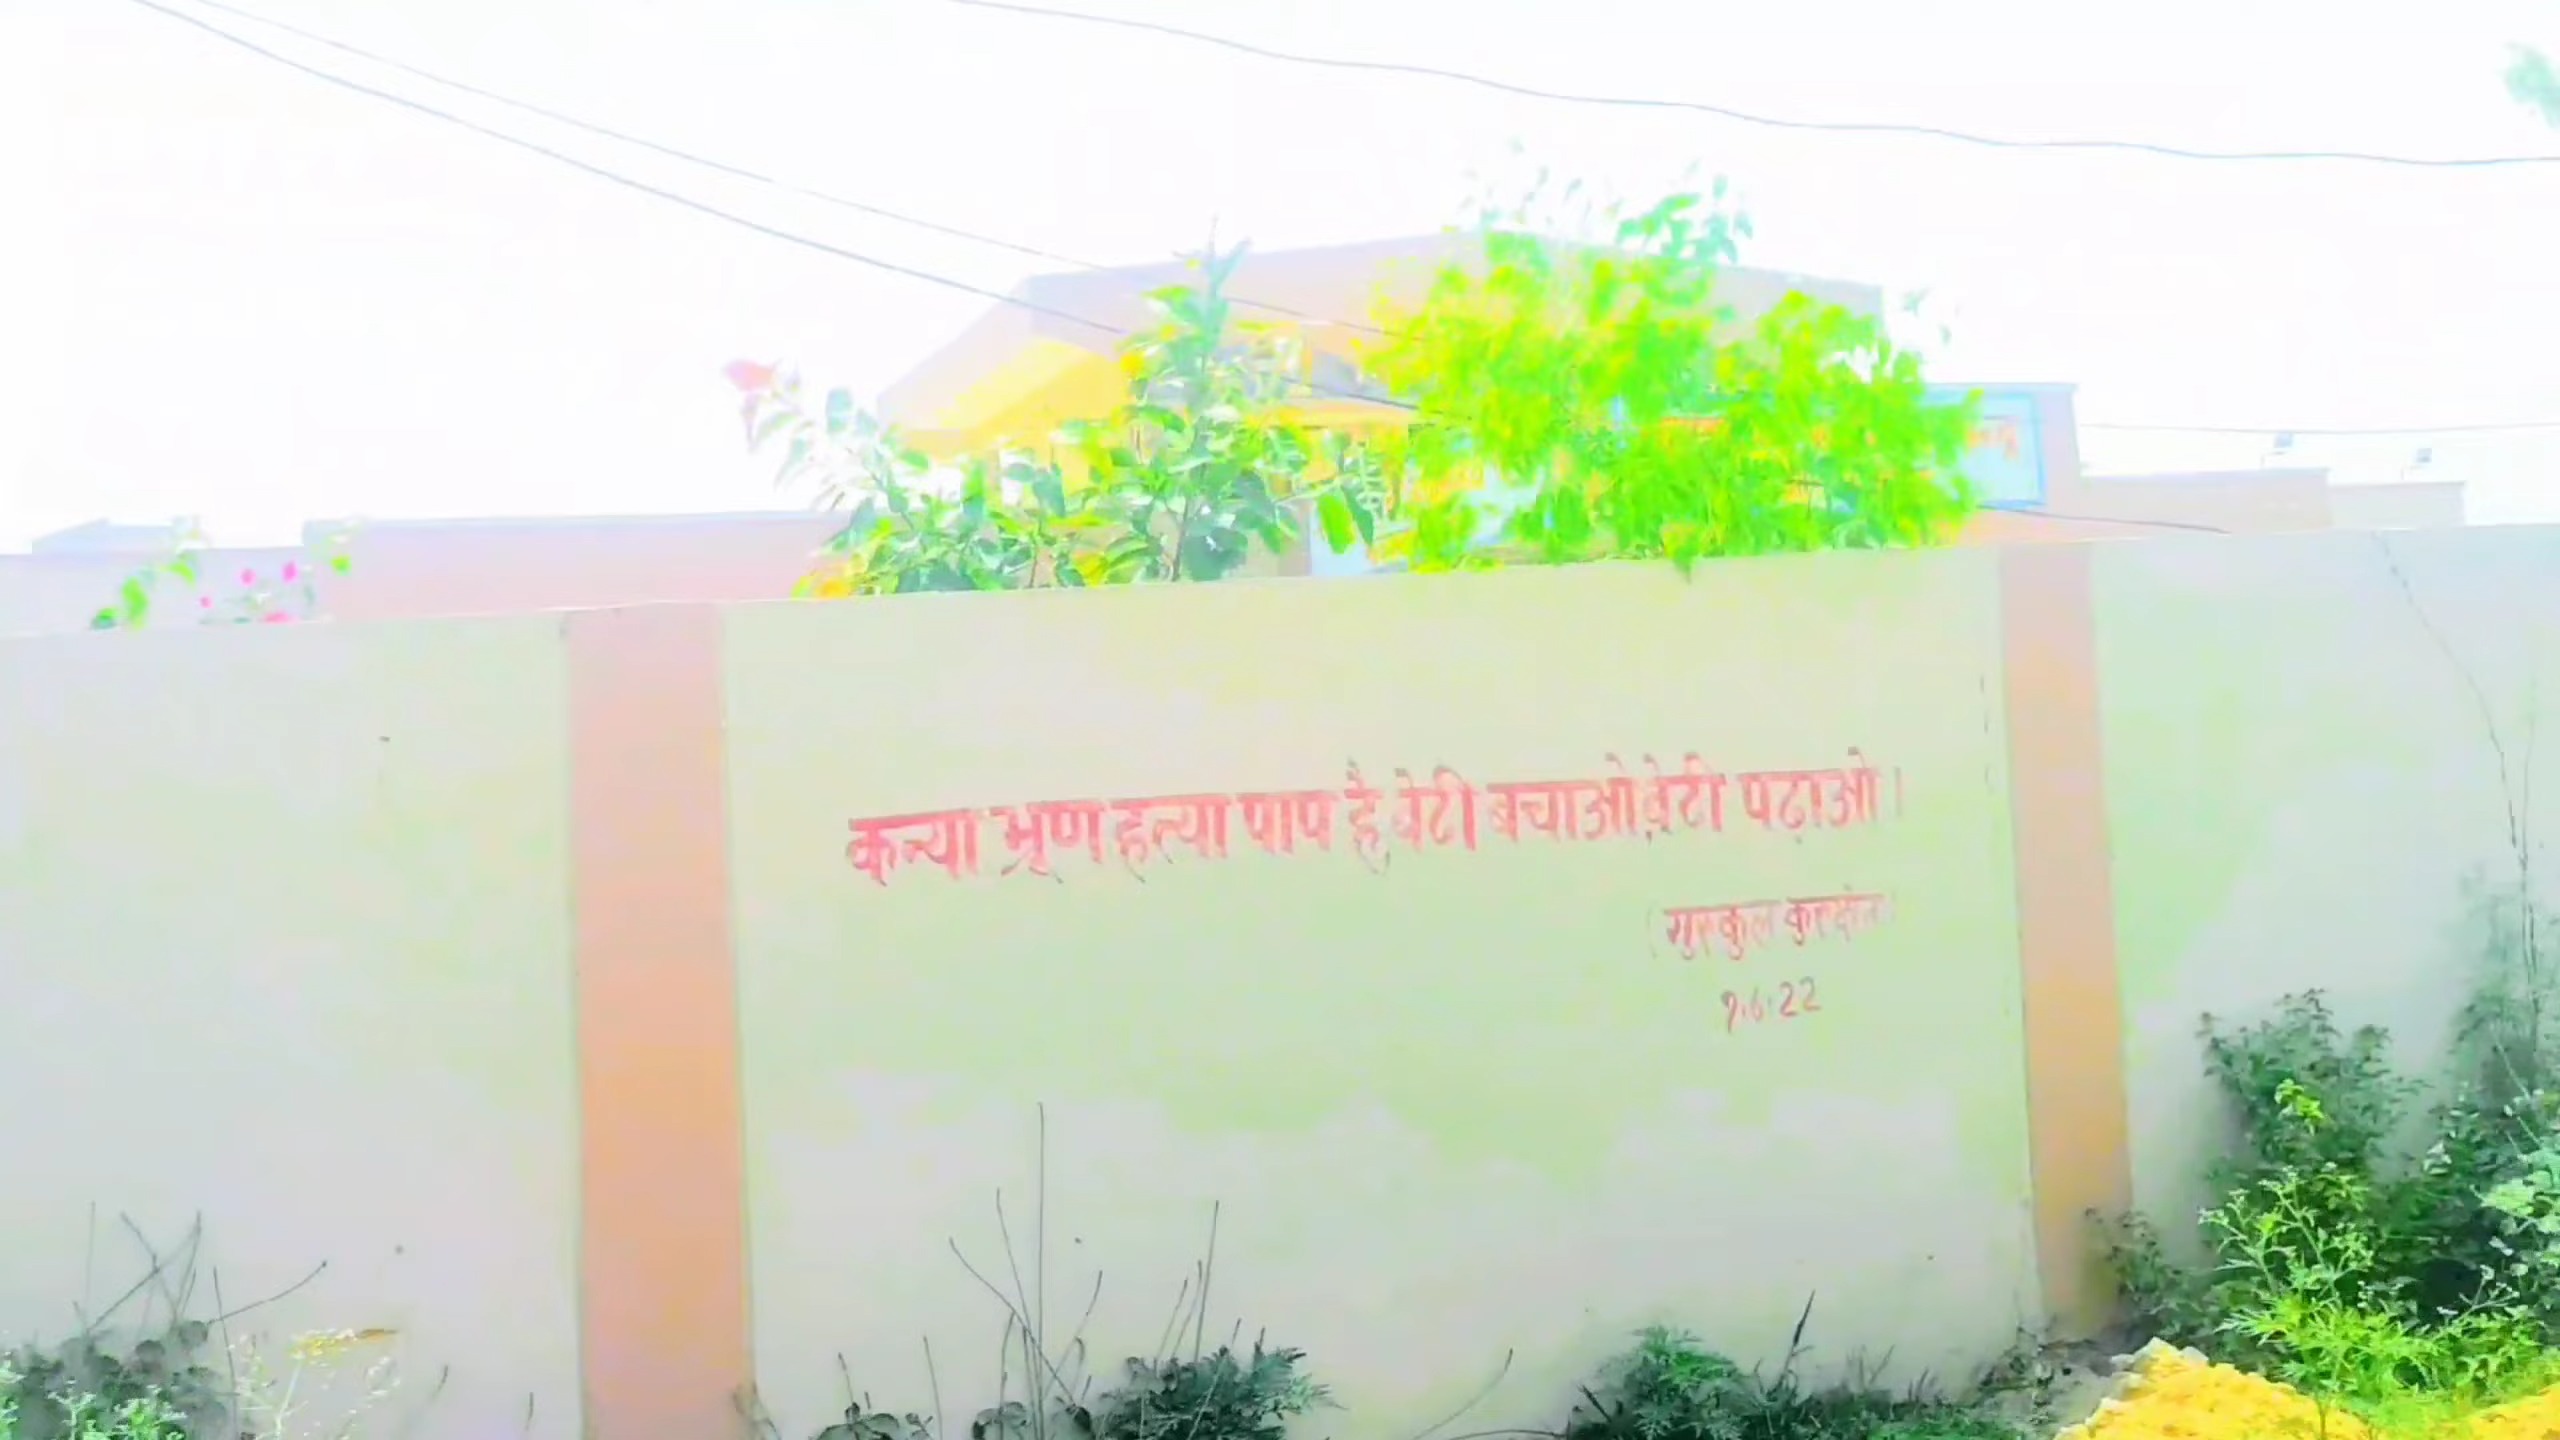 कन्या भ्रूण हत्या पाप है, बेटी बचाओ, बेटी पढ़ाओ।
(गुरुकुल कुरुक्षेत्र)
9.6.22